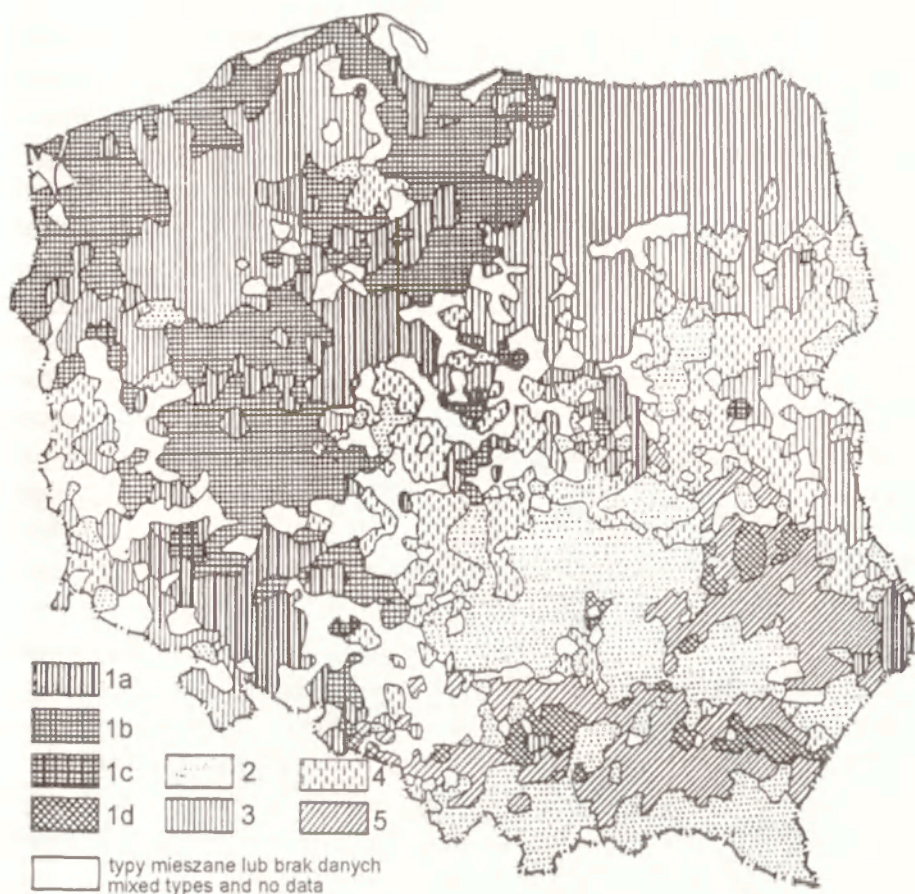 1a
1b
1c 2 4
1d 3 5
typy mieszane lub brak danych
mixed types and no data